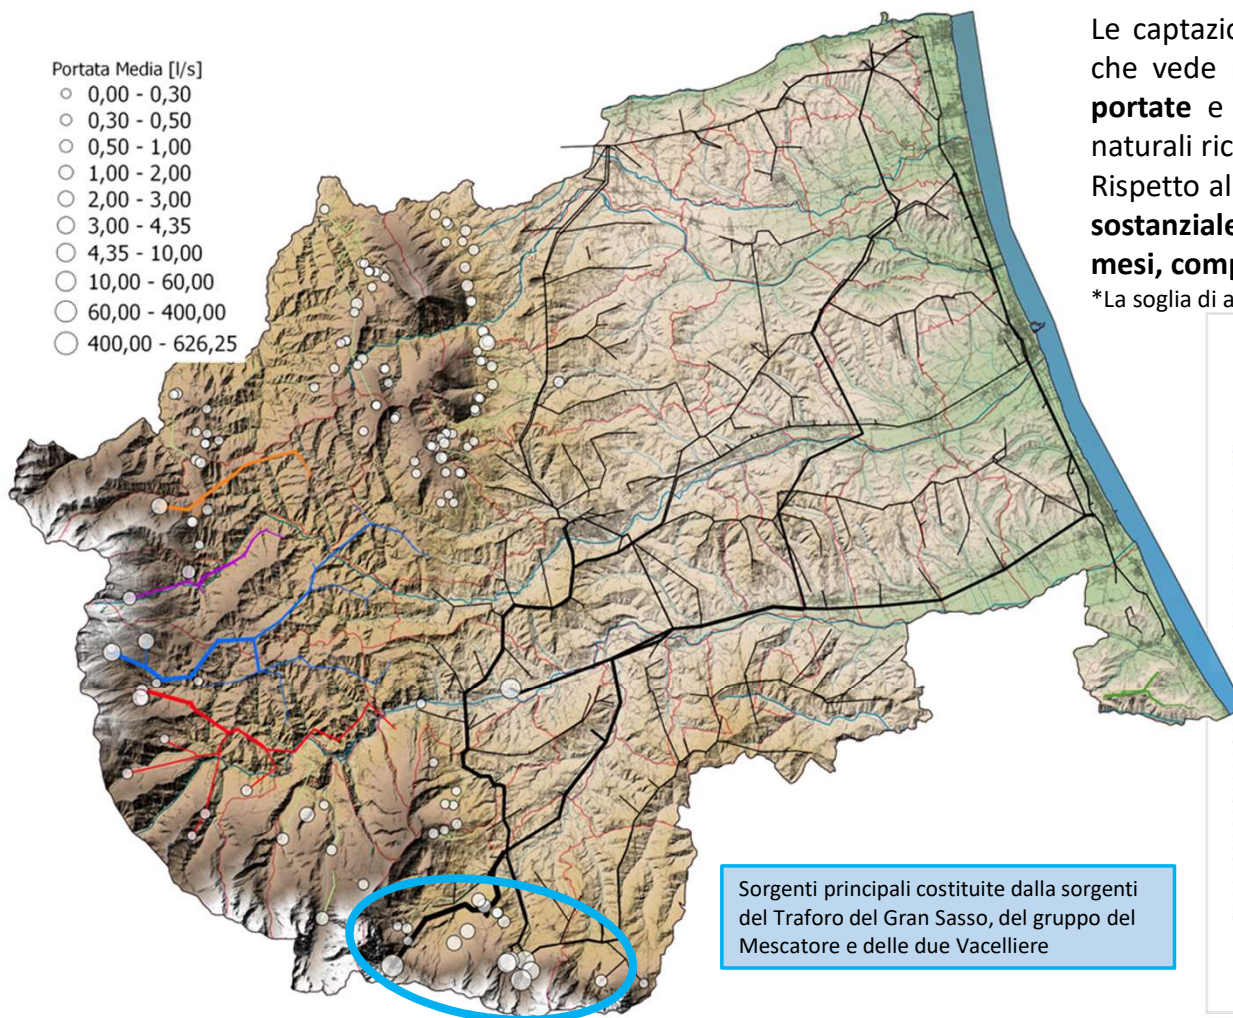 Portata Media [l/s]
0,00 - 0,30
0,30 - 0,50
0,50 - 1,00
1,00 - 2,00
2,00 - 3,00
3,00 - 4,35
4,35 - 10,00
10,00 - 60,00
60,00 - 400,00
400,00 - 626,25
Le captazio
che vede
portate e
naturali ric
Rispetto al
sostanziale
mesi, comp
*La soglia di a
Sorgenti principali costituite dalla sorgenti
del Traforo del Gran Sasso, del gruppo del
Mescatore e delle due Vacelliere